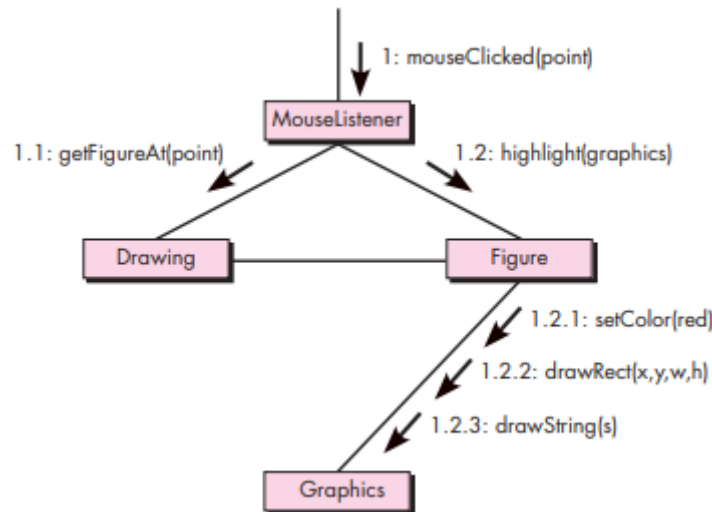 1: mouseClicked(point)
MouseListener
1.1: getFigureAt(point)
1.2: highlight(graphics)
Drawing
Figure
1.2.1: setColor(red)
1.2.2: drawRect(x,y,w,h)
1.2.3: drawString(s)
Graphics